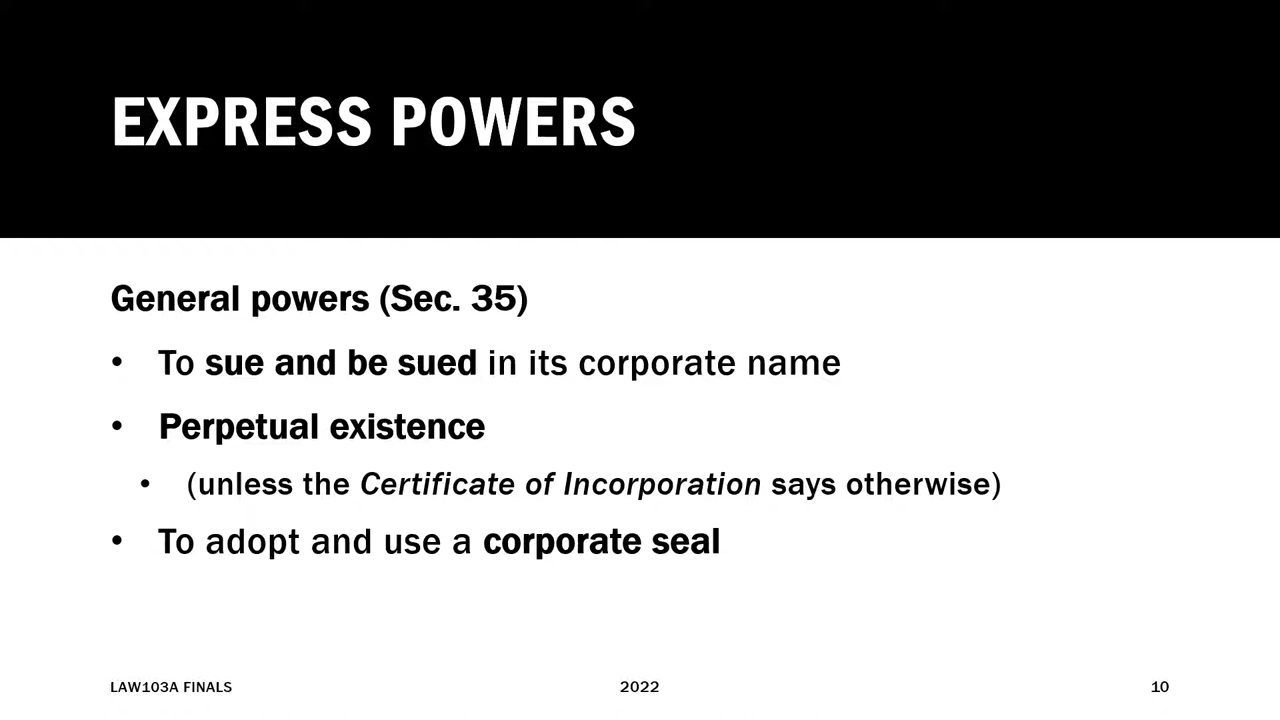 EXPRESS POWERS
General powers (Sec. 35)
• To sue and be sued in its corporate name
• Perpetual existence
• (unless the Certificate of Incorporation says otherwise)
• To adopt and use a corporate seal
LAW103A FINALS
2022
10